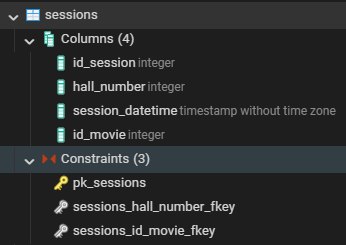 sessions
Columns (4)
id_session integer
hall_number integer
session_datetime timestamp without time zone
id_movie integer
Constraints (3)
pk_sessions
sessions_hall_number_fkey
sessions_id_movie_fkey